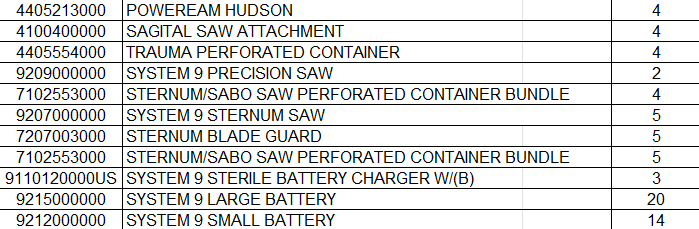 4405213000 POWEREAM HUDSON 4
4100400000 SAGITAL SAW ATTACHMENT 4
4405554000 TRAUMA PERFORATED CONTAINER 4
9209000000 SYSTEM 9 PRECISION SAW 2
7102553000 STERNUM/SABO SAW PERFORATED CONTAINER BUNDLE 4
9207000000 SYSTEM 9 STERNUM SAW 5
7207003000 STERNUM BLADE GUARD 5
7102553000 STERNUM/SABO SAW PERFORATED CONTAINER BUNDLE 5
9110120000US SYSTEM 9 STERILE BATTERY CHARGER W/(B) 3
9215000000 SYSTEM 9 LARGE BATTERY 20
9212000000 SYSTEM 9 SMALL BATTERY 14